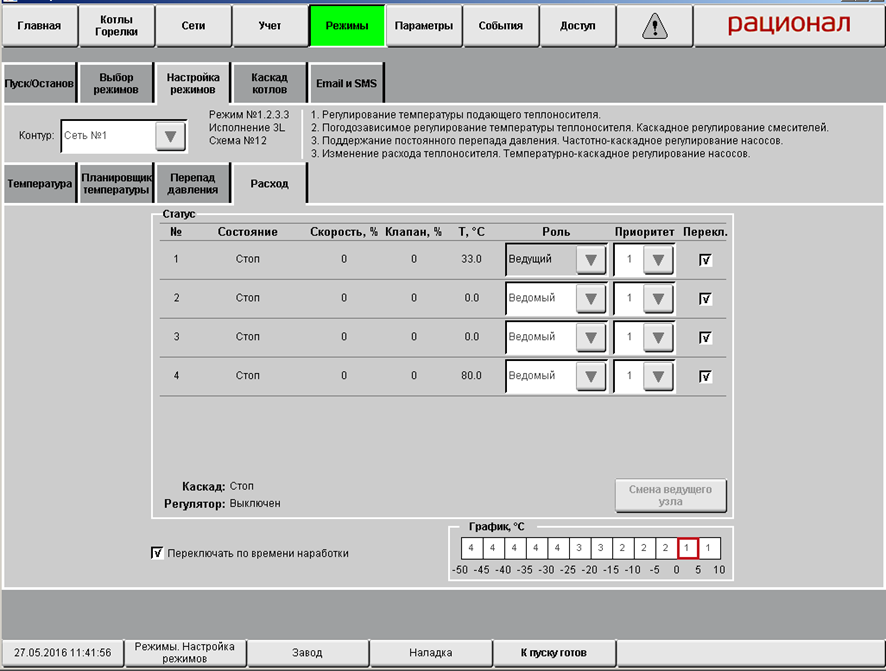 Главная
Котлы
Горелки
Сети
Учет
Режимы
Параметры
События
Доступ
рационал
Пуск/Останов
Выбор
режимов
Настройка
режимов
Каскад
котлов
Email и SMS
Контур: Сеть №1
Режим №1.2.3.3
Исполнение 3L
Схема №12
1. Регулирование температуры подающего теплоносителя.
2. Погодозависимое регулирование температуры теплоносителя. Каскадное регулирование смесителей.
3. Поддержание постоянного перепада давления. Частотно-каскадное регулирование насосов.
3. Изменение расхода теплоносителя. Температурно-каскадное регулирование насосов.
Температура
Планировщик
температуры
Перепад
давления
Расход
Статус
№ Состояние Скорость, % Клапан, % Т, °C Роль Приоритет Перекл.
1 Стоп 0 0 33.0 Ведущий 1
2 Стоп 0 0 0.0 Ведомый 1
3 Стоп 0 0 0.0 Ведомый 1
4 Стоп 0 0 80.0 Ведомый 1
Каскад: Стоп
Регулятор: Выключен
Смена ведущего
узла
Переключать по времени наработки
График, °C
4 4 4 4 4 3 3 2 2 2 1 1
-50 -45 -40 -35 -30 -25 -20 -15 -10 -5 0 5 10
27.05.2016 11:41:56
Режимы. Настройка
режимов
Завод
Наладка
К пуску готов